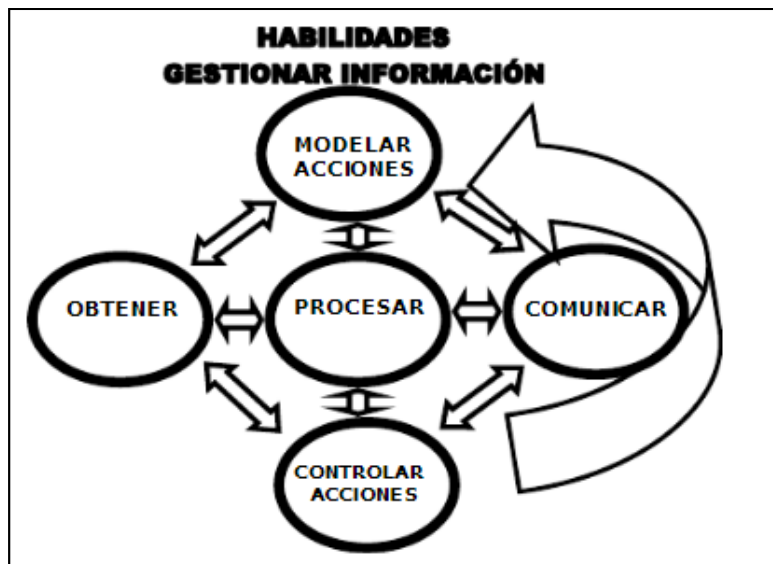 HABILIDADES
GESTIONAR INFORMACIÓN
MODELAR
ACCIONES
OBTENER
PROCESAR
COMUNICAR
CONTROLAR
ACCIONES